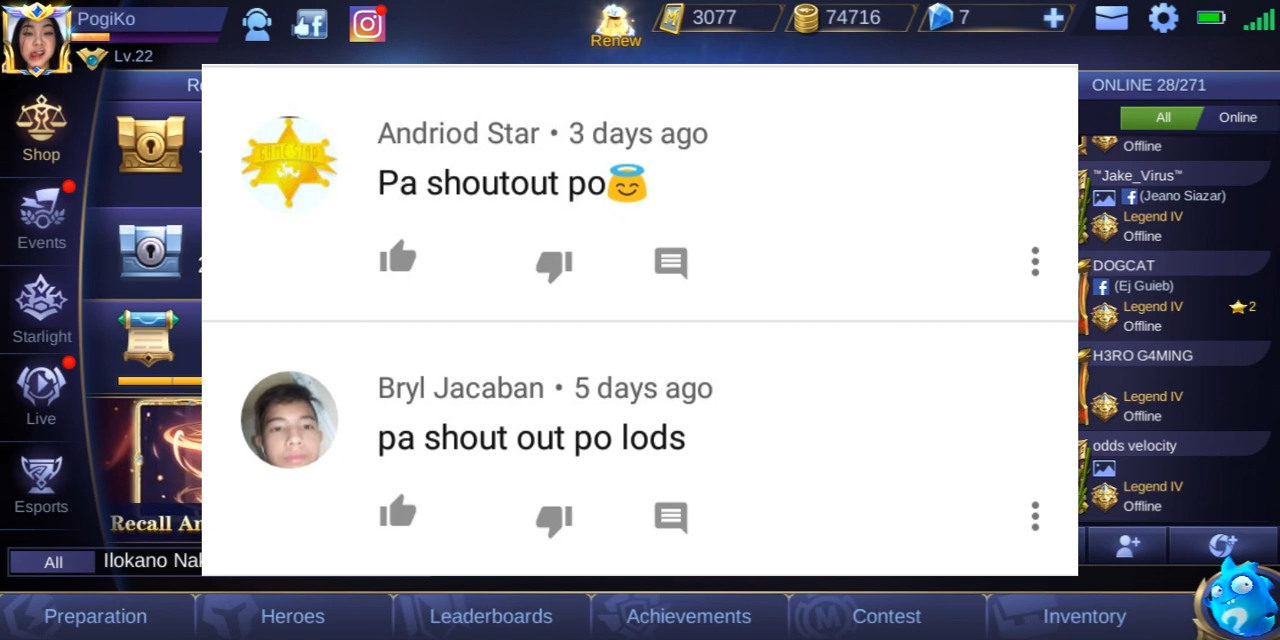 PogiKo
Lv.22
Renew
3077
74716
7
Shop
Events
Starlight
Live
Esports
Recall
All
Ilokano
Andriod Star • 3 days ago
Pa shoutout po😇
Bryl Jacaban • 5 days ago
pa shout out po lods
ONLINE 28/271
All
Online
Offline
™Jake_Virus™
(Jeano Siazar)
Legend IV
Offline
DOGCAT
(Ej Guieb)
Legend IV
2
Offline
H3RO G4MING
Legend IV
Offline
odds velocity
Legend IV
Offline
Preparation
Heroes
Leaderboards
Achievements
Contest
Inventory